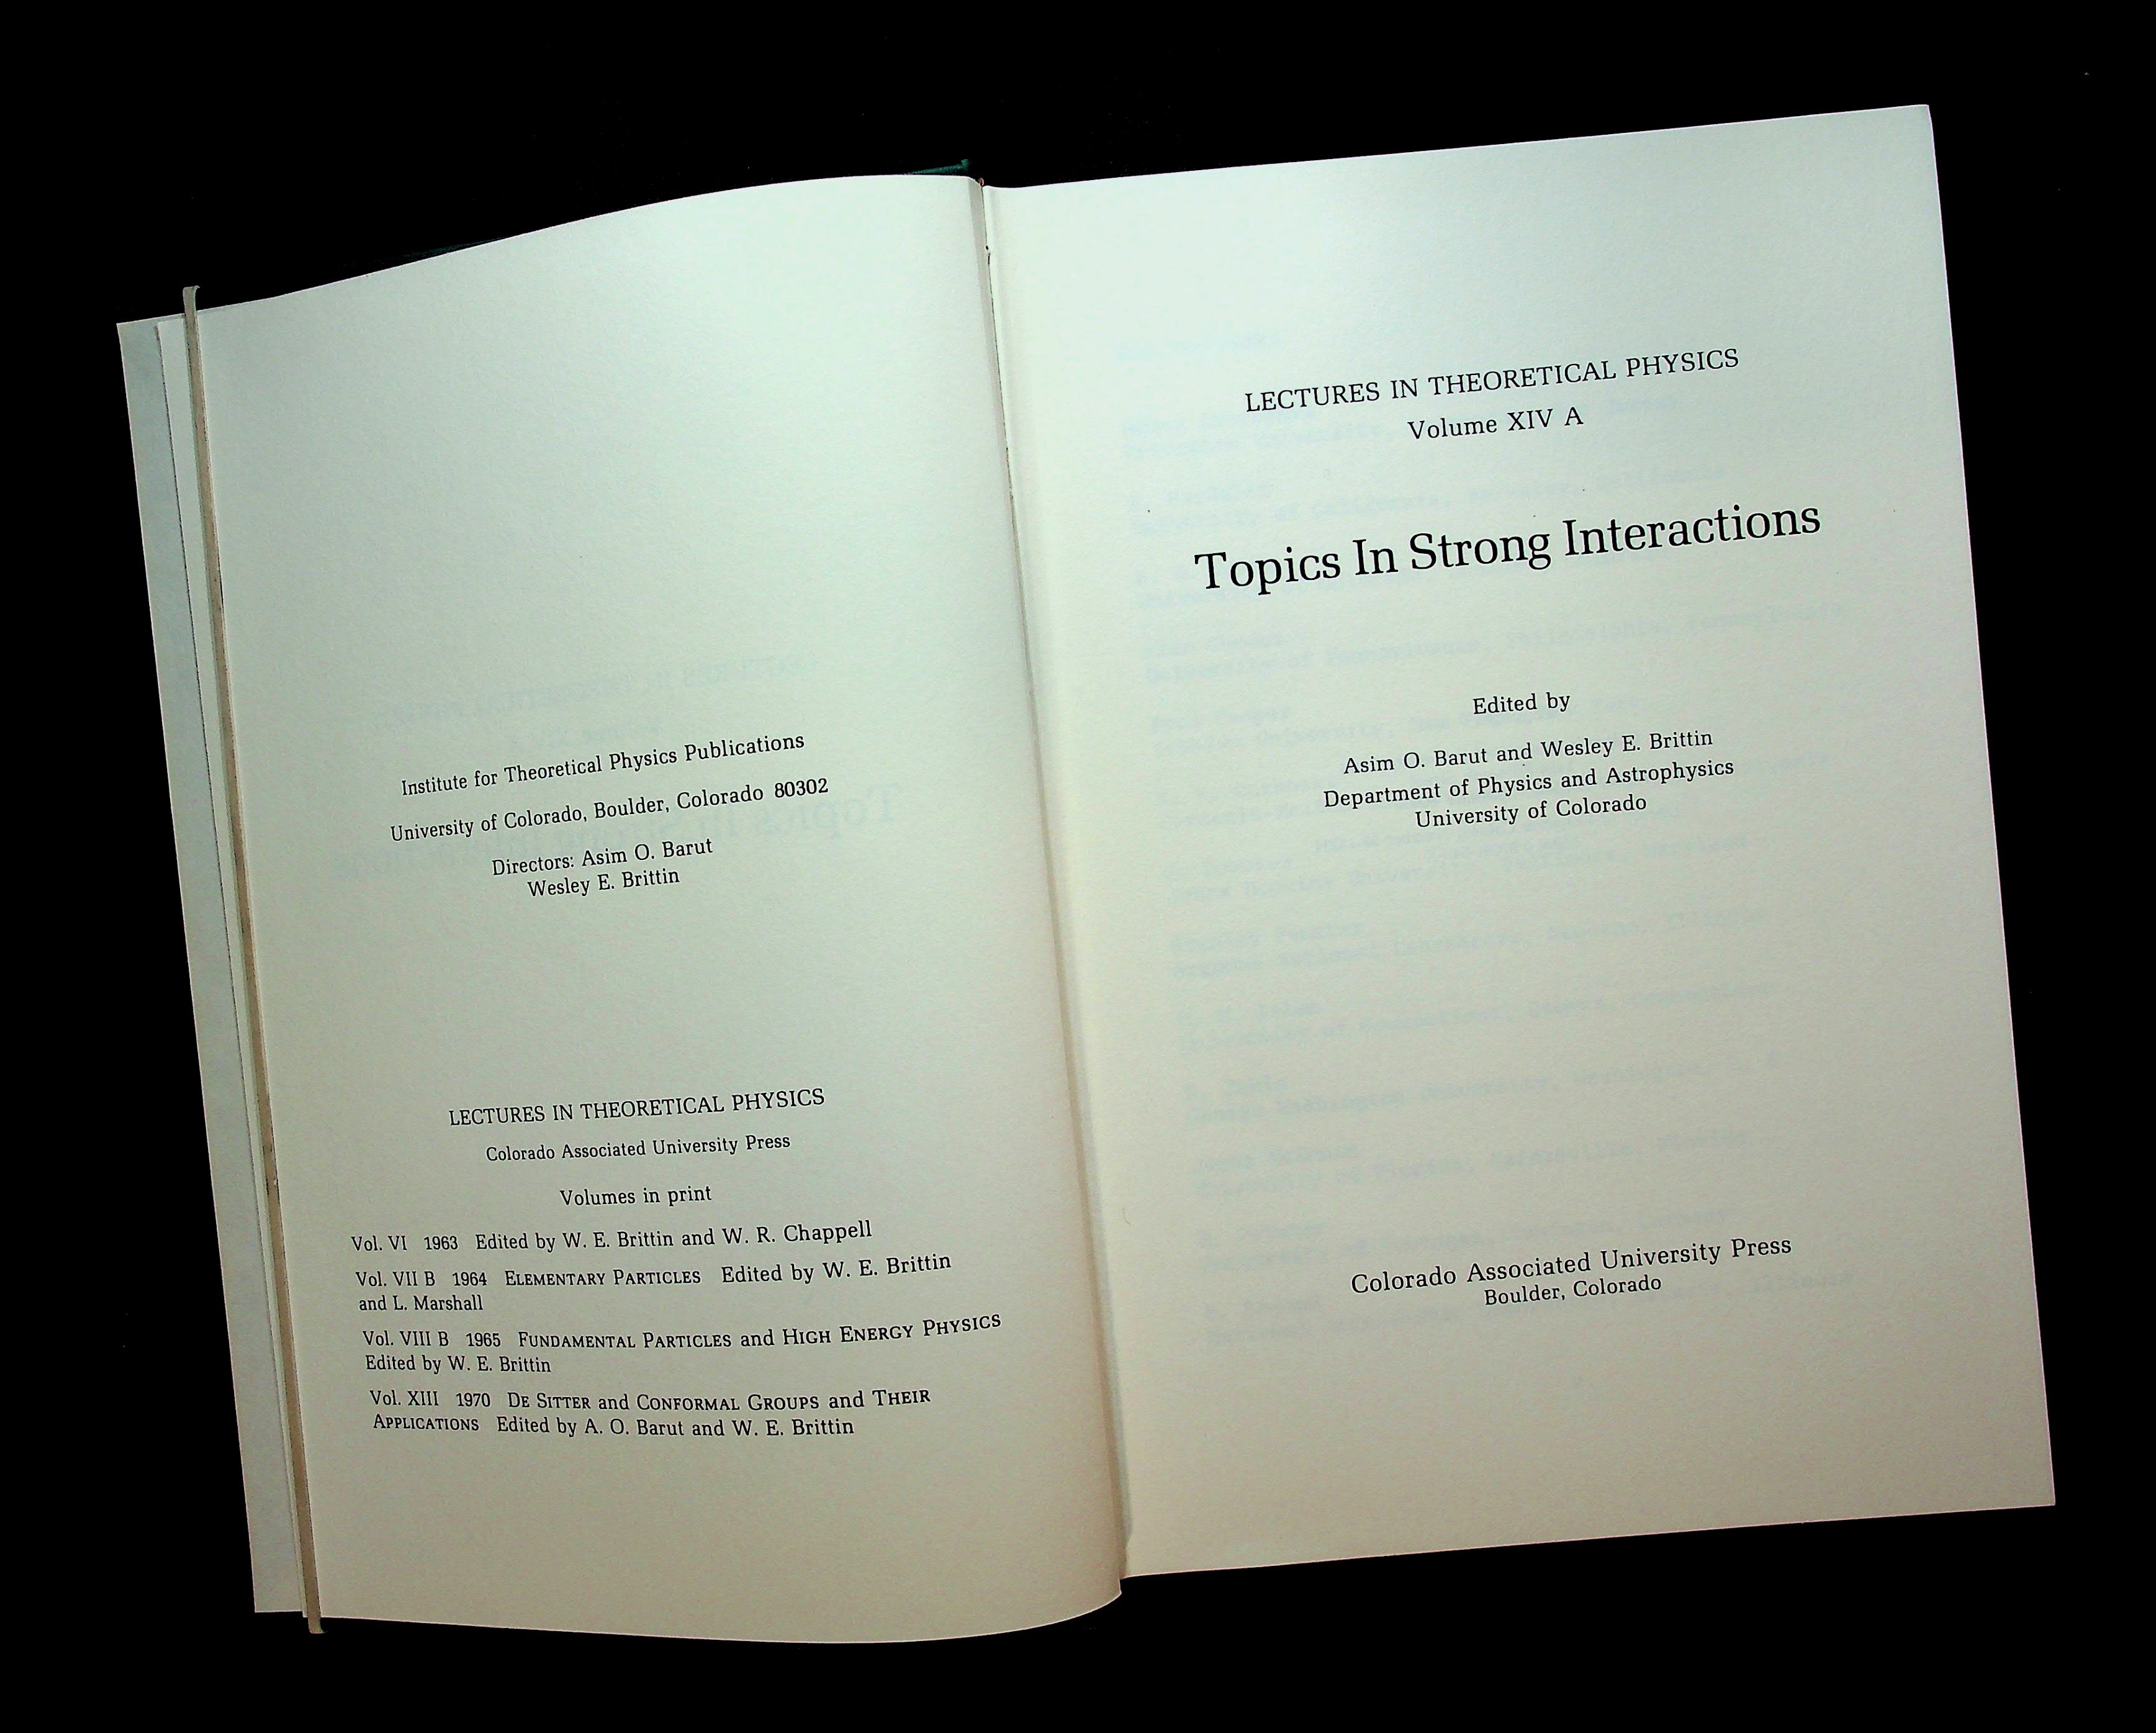 Institute for Theoretical Physics Publications
University of Colorado, Boulder, Colorado 80302
Directors: Asim O. Barut
Wesley E. Brittin
LECTURES IN THEORETICAL PHYSICS
Colorado Associated University Press
Volumes in print
Vol. VI 1963 Edited by W. E. Brittin and W. R. Chappell
Vol. VII B 1964 ELEMENTARY PARTICLES Edited by W. E. Brittin
and L. Marshall
Vol. VIII B 1965 FUNDAMENTAL PARTICLES and HIGH ENERGY PHYSICS
Edited by W. E. Brittin
Vol. XIII 1970 DE SITTER and CONFORMAL GROUPS and THEIR
APPLICATIONS Edited by A. O. Barut and W. E. Brittin
LECTURES IN THEORETICAL PHYSICS
Volume XIV A
Topics In Strong Interactions
Edited by
Asim O. Barut and Wesley E. Brittin
Department of Physics and Astrophysics
University of Colorado
Colorado Associated University Press
Boulder, Colorado